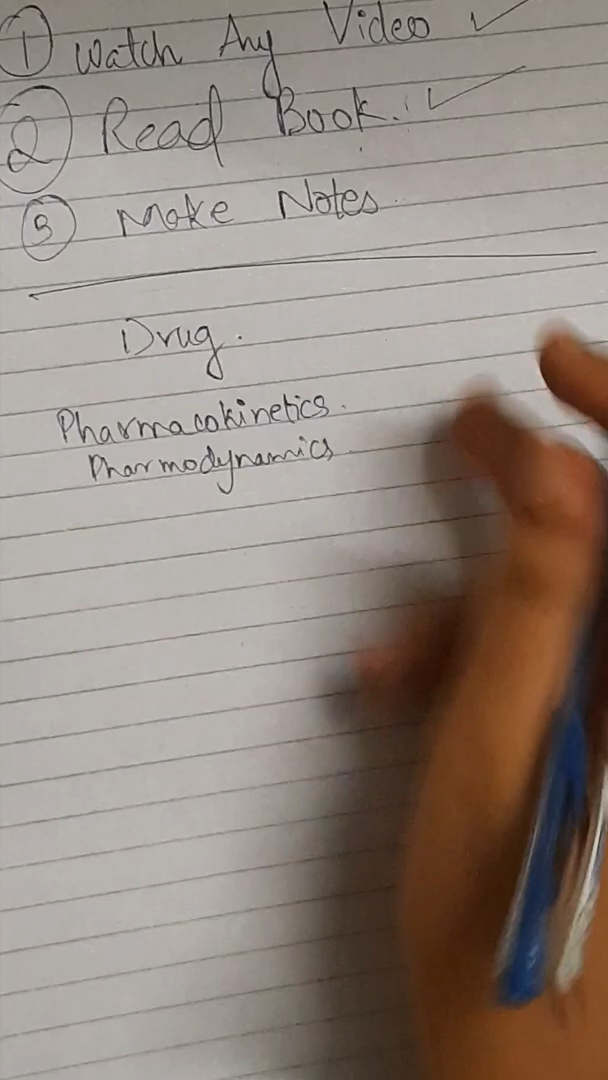 ① Watch Any Video ✓
② Read Book. ✓
③ Make Notes.
Drug.
Pharmacokinetics.
Pharmodynamics